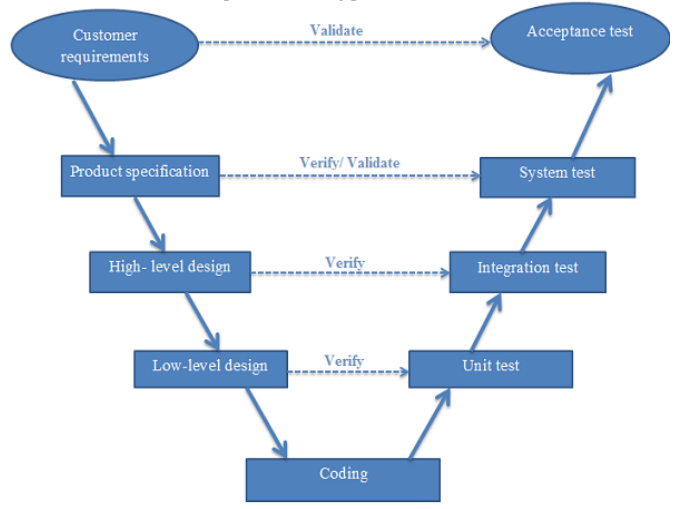 Customer
requirements
Validate
Acceptance test
Product specification
Verify/ Validate
System test
High- level design
Verify
Integration test
Low-level design
Verify
Unit test
Coding